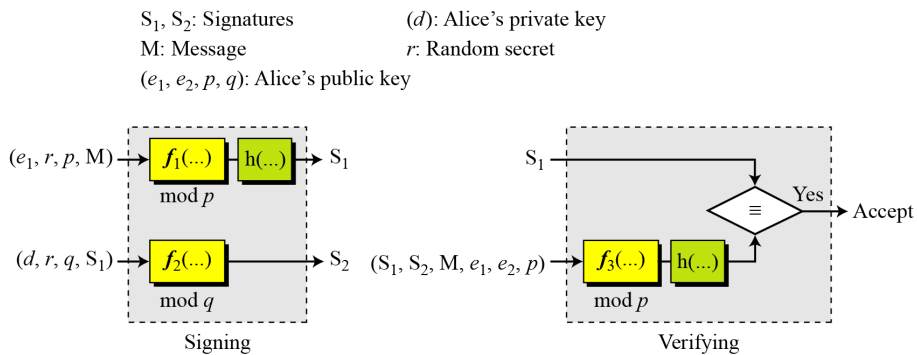 S₁, S₂: Signatures (d): Alice's private key
M: Message r: Random secret
(e₁, e₂, p, q): Alice's public key
(e₁, r, p, M) f₁(...) h(...) S₁
mod p
(d, r, q, S₁) f₂(...) S₂
mod q
Signing
S₁
≡ Yes Accept
(S₁, S₂, M, e₁, e₂, p) f₃(...) h(...)
mod p
Verifying